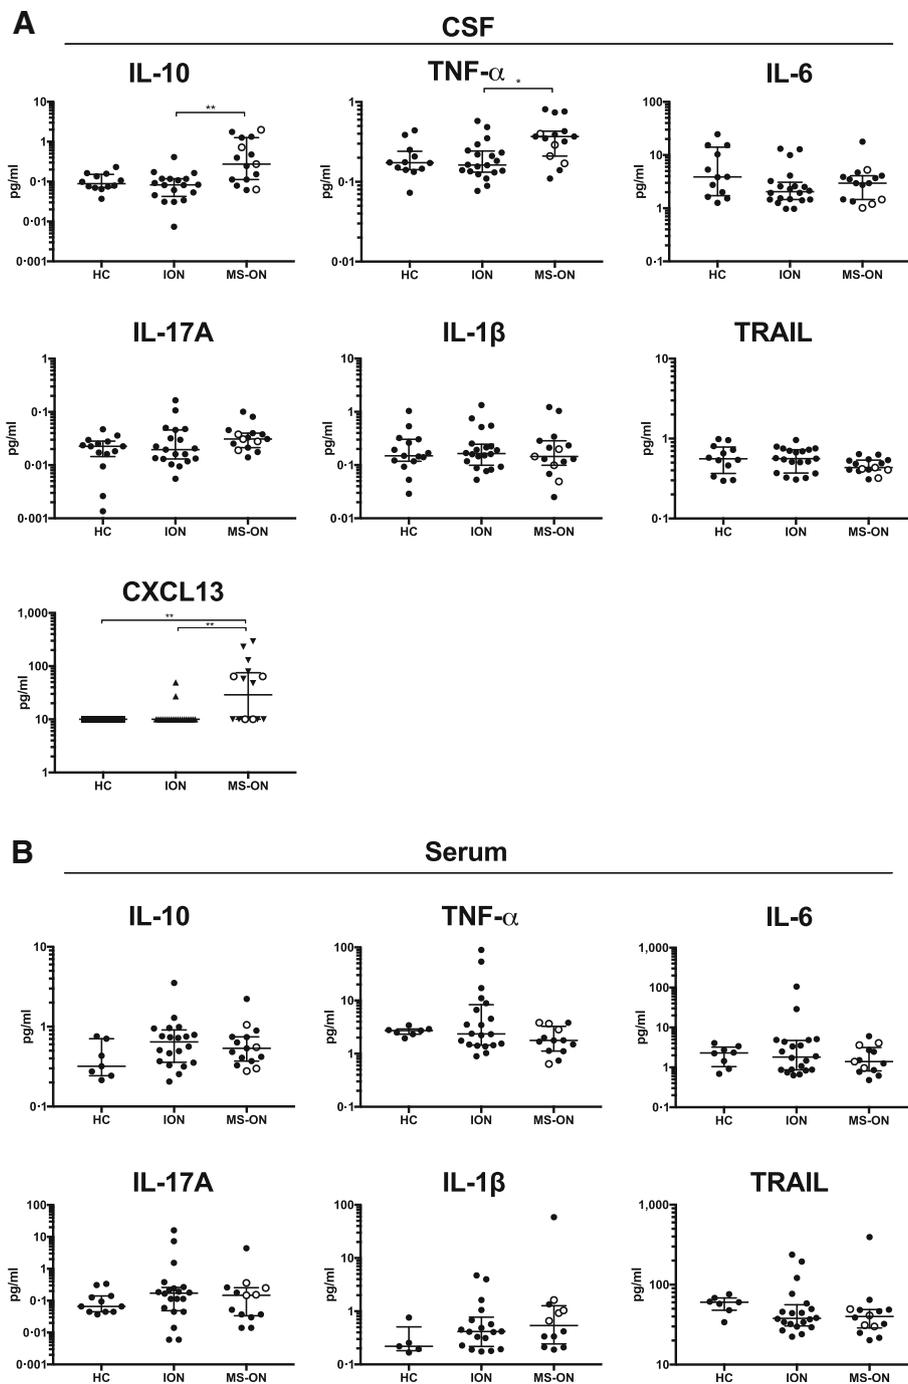 A
CSF
IL-10 TNF-α IL-6
10 1 0·1 0·01 0·001
pg/ml
**
HC ION MS-ON
1 0·1 0·01
pg/ml
*
HC ION MS-ON
100 10 1 0·1
pg/ml
HC ION MS-ON
IL-17A IL-1β TRAIL
1 0·1 0·01 0·001
pg/ml
HC ION MS-ON
10 1 0·1 0·01
pg/ml
HC ION MS-ON
10 1 0·1
pg/ml
HC ION MS-ON
CXCL13
1,000 100 10 1
pg/ml
**
**
HC ION MS-ON
B
Serum
IL-10 TNF-α IL-6
10 1 0·1
pg/ml
HC ION MS-ON
100 10 1 0·1
pg/ml
HC ION MS-ON
1,000 100 10 1 0·1
pg/ml
HC ION MS-ON
IL-17A IL-1β TRAIL
100 10 1 0·1 0·01 0·001
pg/ml
HC ION MS-ON
100 10 1 0·1
pg/ml
HC ION MS-ON
1,000 100 10
pg/ml
HC ION MS-ON